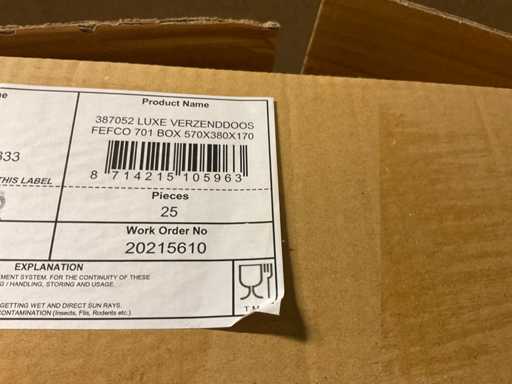 me
Product Name
387052 LUXE VERZENDDOOS
FEFCO 701 BOX 570X380X170
333
8 714215 105963
THIS LABEL
Pieces
25
Work Order No
20215610
EXPLANATION
EMENT SYSTEM. FOR THE CONTINUITY OF THESE
G / HANDLING, STORING AND USAGE.
GETTING WET AND DIRECT SUN RAYS.
CONTAMINATION (Insects, Flis, Rodents etc.)